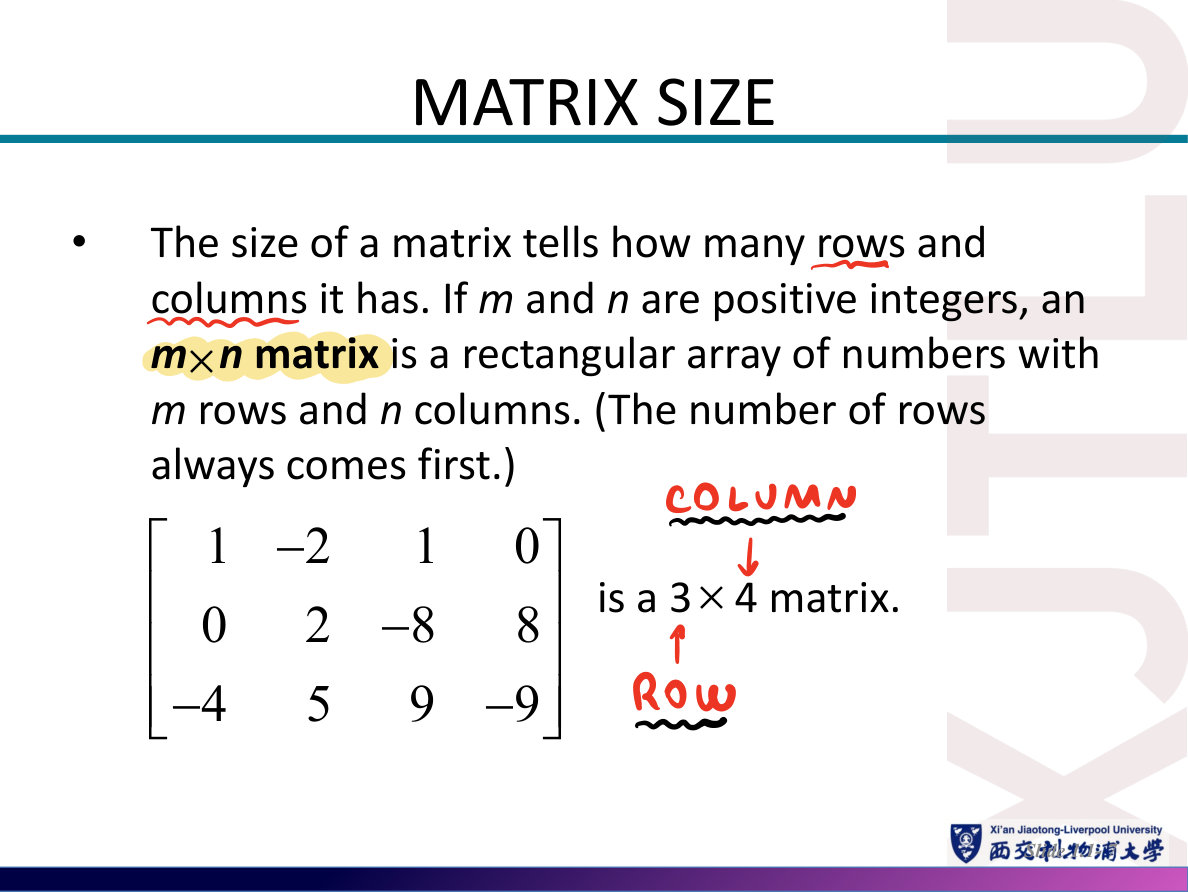 MATRIX SIZE
• The size of a matrix tells how many rows and
columns it has. If m and n are positive integers, an
m×n matrix is a rectangular array of numbers with
m rows and n columns. (The number of rows
always comes first.)
COLUMN
1 −2 1 0
0 2 −8 8
−4 5 9 −9
is a 3 × 4 matrix.
ROW
XJTLU
Xi'an Jiaotong-Liverpool University
西交利物浦大学